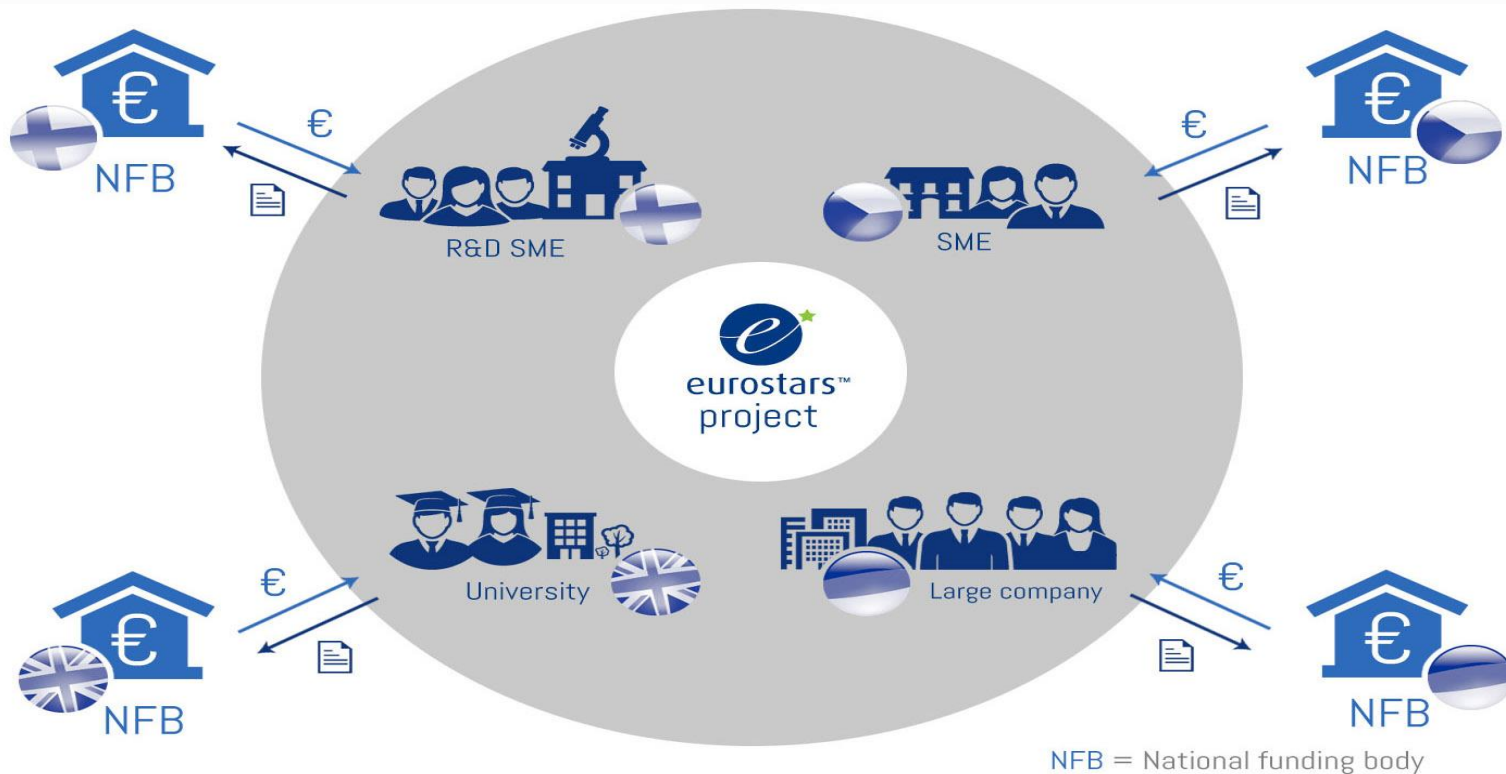 €
NFB
€
R&D SME
€
SME
€
NFB
e
eurostars™
project
€
NFB
€
University
Large company
€
€
NFB
NFB = National funding body